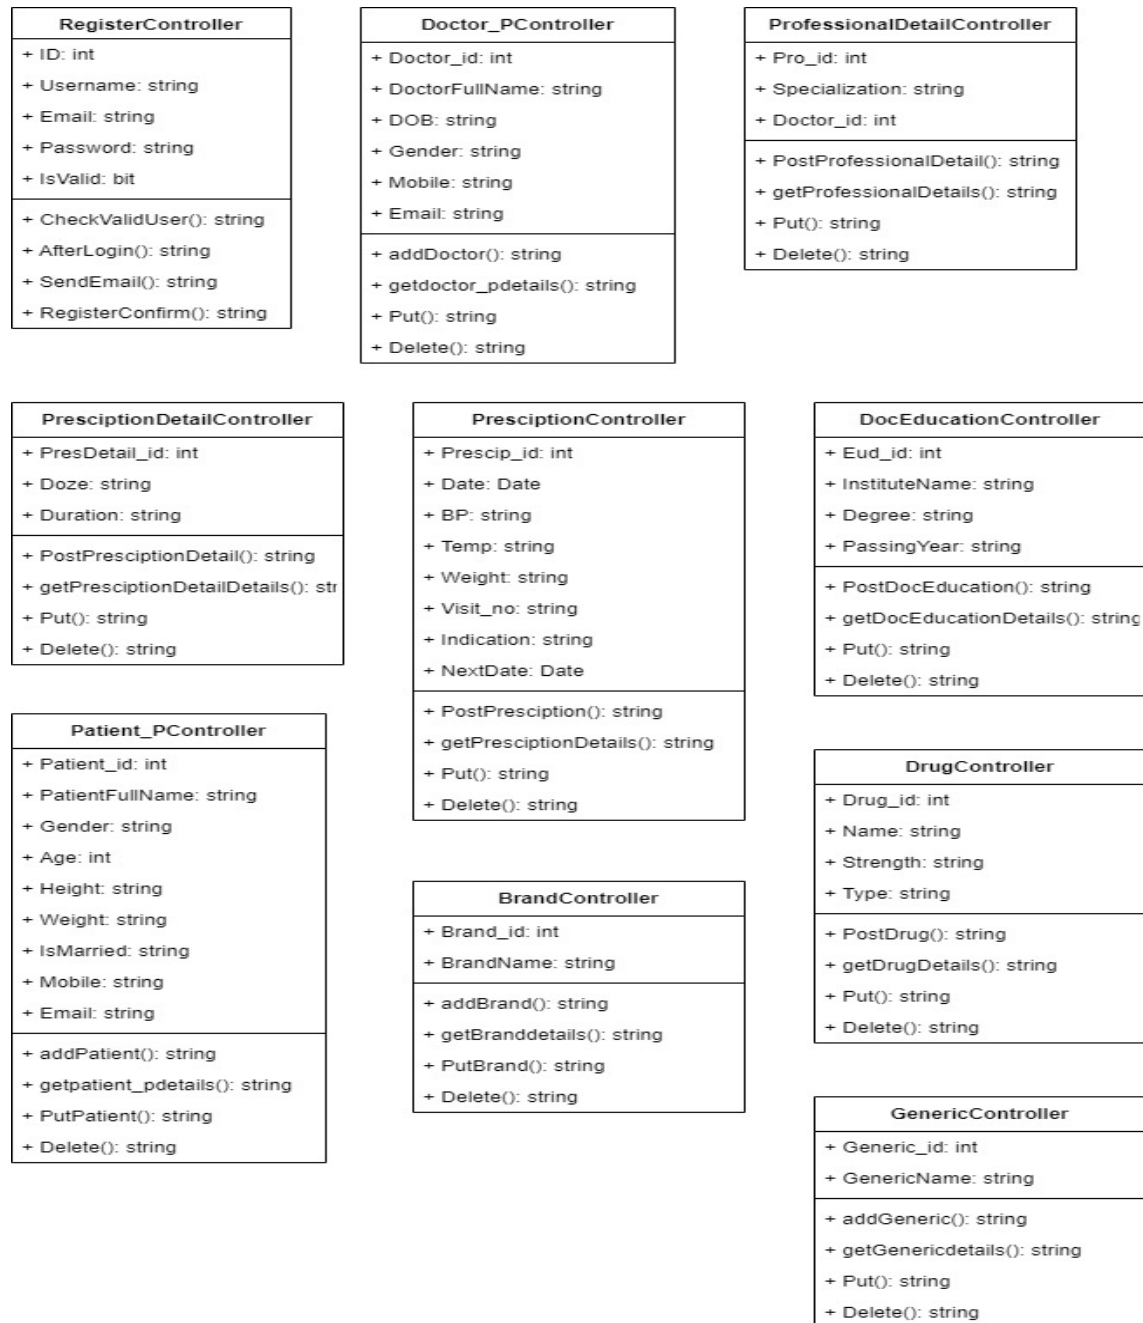 RegisterController
+ ID: int
+ Username: string
+ Email: string
+ Password: string
+ IsValid: bit
+ CheckValidUser(): string
+ AfterLogin(): string
+ SendEmail(): string
+ RegisterConfirm(): string
Doctor_PController
+ Doctor_id: int
+ DoctorFullName: string
+ DOB: string
+ Gender: string
+ Mobile: string
+ Email: string
+ addDoctor(): string
+ getdoctor_pdetails(): string
+ Put(): string
+ Delete(): string
ProfessionalDetailController
+ Pro_id: int
+ Specialization: string
+ Doctor_id: int
+ PostProfessionalDetail(): string
+ getProfessionalDetails(): string
+ Put(): string
+ Delete(): string
PresciptionDetailController
+ PresDetail_id: int
+ Doze: string
+ Duration: string
+ PostPresciptionDetail(): string
+ getPresciptionDetailDetails(): str
+ Put(): string
+ Delete(): string
PresciptionController
+ Prescip_id: int
+ Date: Date
+ BP: string
+ Temp: string
+ Weight: string
+ Visit_no: string
+ Indication: string
+ NextDate: Date
+ PostPresciption(): string
+ getPresciptionDetails(): string
+ Put(): string
+ Delete(): string
DocEducationController
+ Eud_id: int
+ InstituteName: string
+ Degree: string
+ PassingYear: string
+ PostDocEducation(): string
+ getDocEducationDetails(): string
+ Put(): string
+ Delete(): string
Patient_PController
+ Patient_id: int
+ PatientFullName: string
+ Gender: string
+ Age: int
+ Height: string
+ Weight: string
+ IsMarried: string
+ Mobile: string
+ Email: string
+ addPatient(): string
+ getpatient_pdetails(): string
+ PutPatient(): string
+ Delete(): string
BrandController
+ Brand_id: int
+ BrandName: string
+ addBrand(): string
+ getBranddetails(): string
+ PutBrand(): string
+ Delete(): string
DrugController
+ Drug_id: int
+ Name: string
+ Strength: string
+ Type: string
+ PostDrug(): string
+ getDrugDetails(): string
+ Put(): string
+ Delete(): string
GenericController
+ Generic_id: int
+ GenericName: string
+ addGeneric(): string
+ getGenericdetails(): string
+ Put(): string
+ Delete(): string